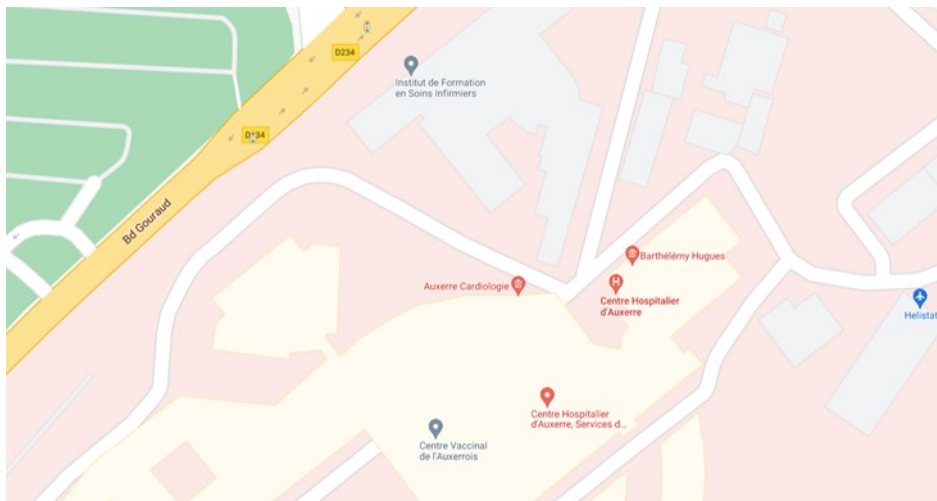 D234
Institut de Formation
en Soins Infirmiers
D234
Bd Gouraud
Barthélémy Hugues
Auxerre Cardiologie
Centre Hospitalier
d'Auxerre
Helistat
Centre Hospitalier
d'Auxerre, Services d...
Centre Vaccinal
de l'Auxerrois